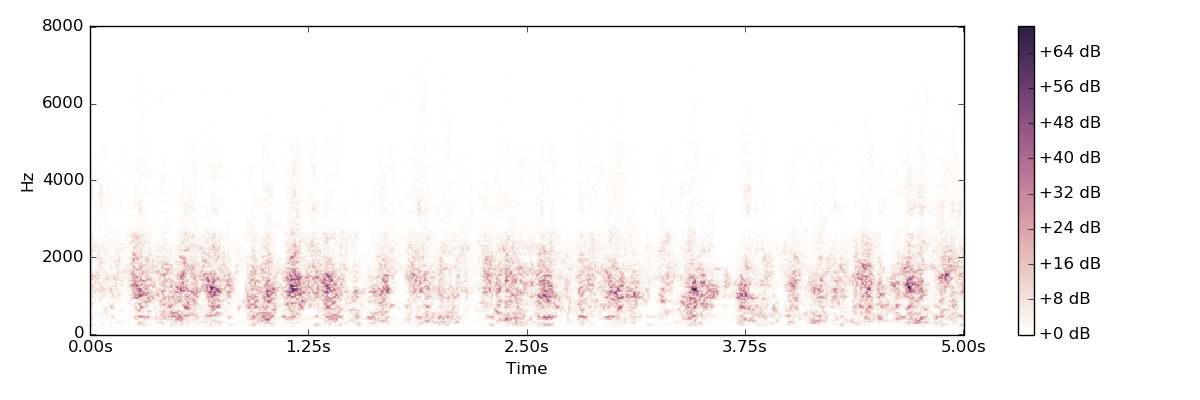 8000
6000
4000
2000
0
Hz
0.00s 1.25s 2.50s 3.75s 5.00s
Time
+64 dB
+56 dB
+48 dB
+40 dB
+32 dB
+24 dB
+16 dB
+8 dB
+0 dB